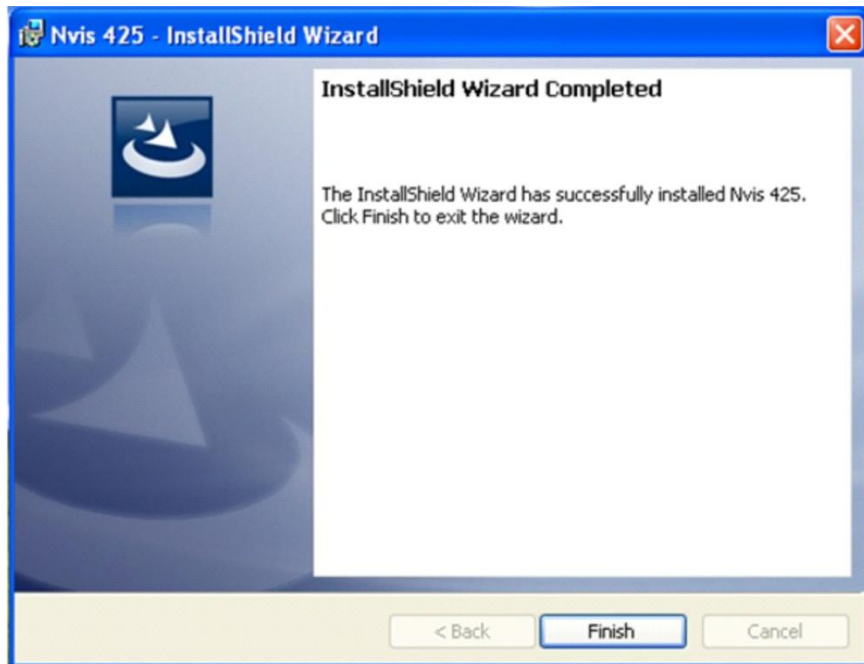 Nvis 425 - InstallShield Wizard
InstallShield Wizard Completed
The InstallShield Wizard has successfully installed Nvis 425.
Click Finish to exit the wizard.
< Back
Finish
Cancel